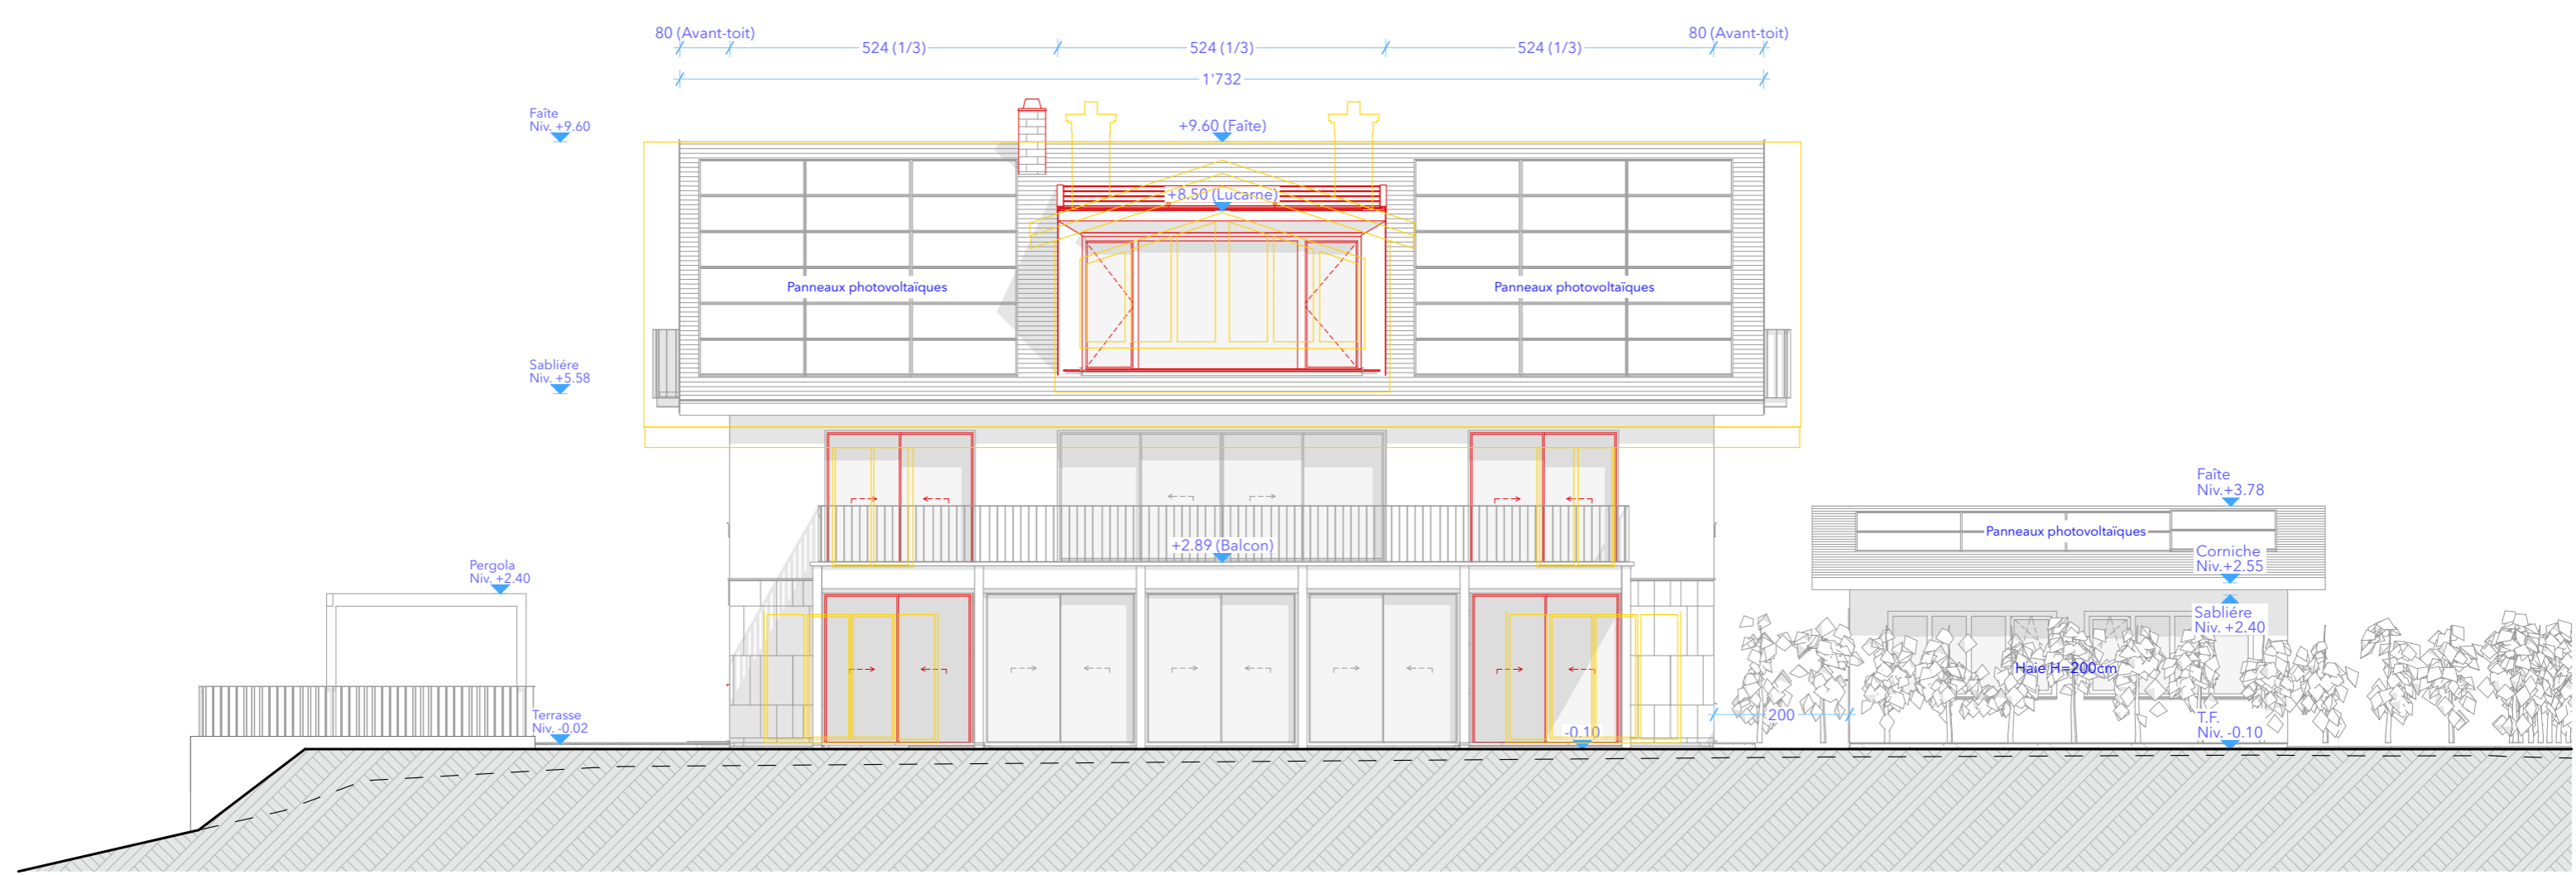 80 (Avant-toit)
524 (1/3)
524 (1/3)
524 (1/3)
80 (Avant-toit)
1'732
Faîte
Niv. +9.60
+9.60 (Faîte)
+8.50 (Lucarne)
Panneaux photovoltaïques
Panneaux photovoltaïques
Sabliére
Niv. +5.58
Faîte
Niv.+3.78
Panneaux photovoltaïques
+2.89 (Balcon)
Corniche
Niv.+2.55
Pergola
Niv. +2.40
Sabliére
Niv. +2.40
Haie H=200cm
Terrasse
Niv. -0.02
200
-0.10
T.F.
Niv. -0.10